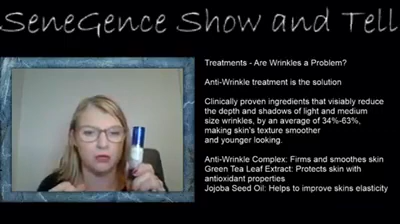 SeneGence Show and Tell
Treatments - Are Wrinkles a Problem?
Anti-Wrinkle treatment is the solution
Clinically proven ingredients that visiably reduce
the depth and shadows of light and medium
size wrinkles, by an average of 34%-63%,
making skin's texture smoother
and younger looking.
Anti-Wrinkle Complex: Firms and smoothes skin
Green Tea Leaf Extract: Protects skin with
antioxidant properties
Jojoba Seed Oil: Helps to improve skins elasticity